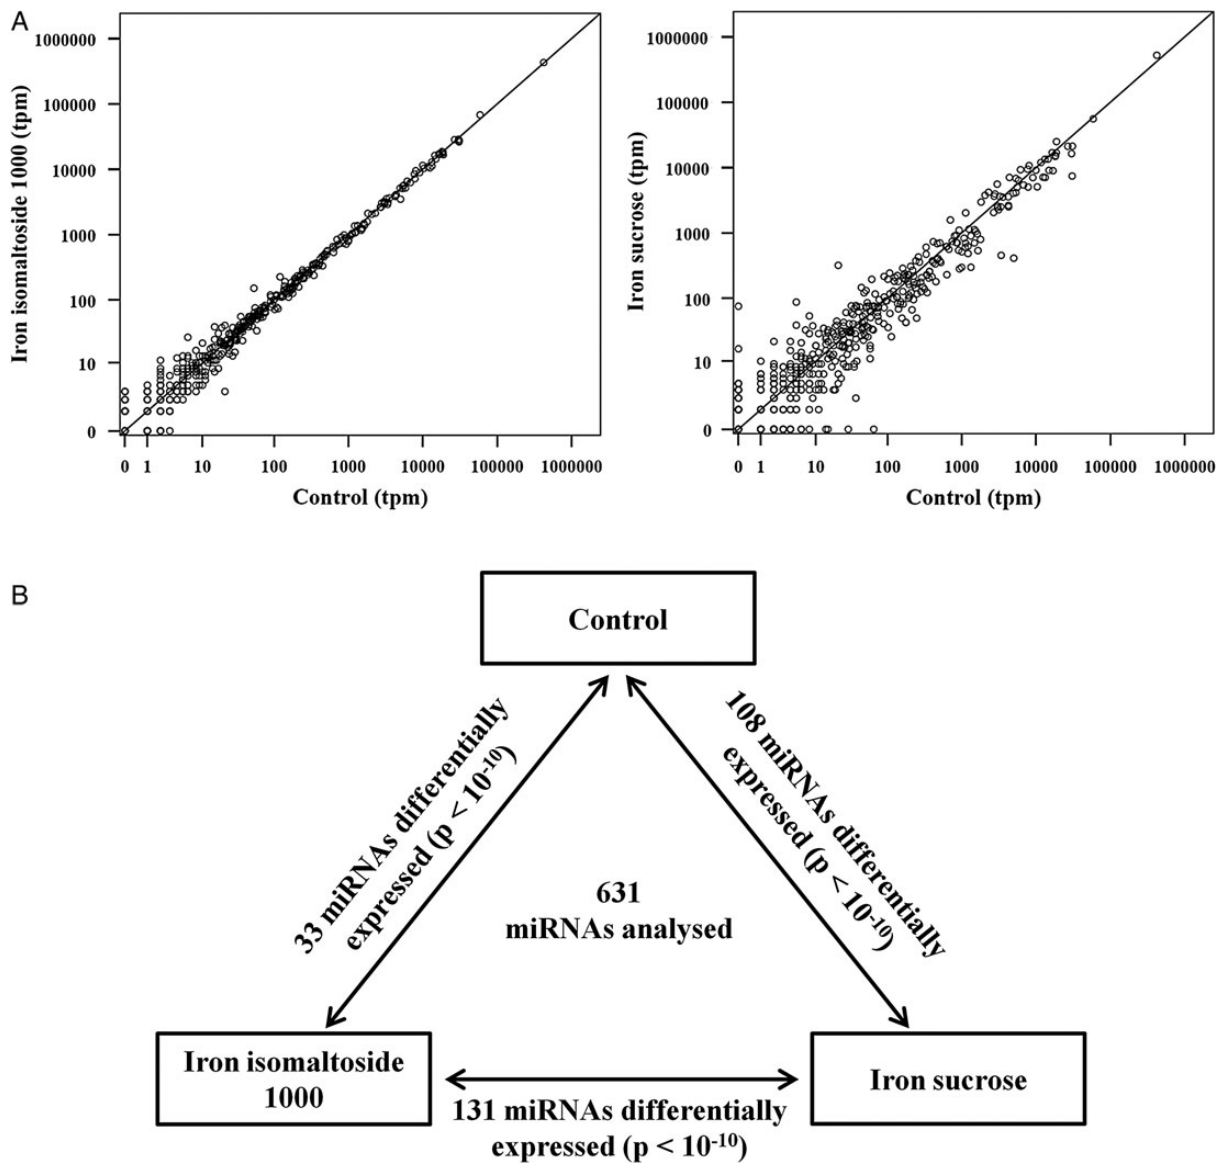 A
1000000
100000
10000
1000
100
10
0
Iron isomaltoside 1000 (tpm)
0 1 10 100 1000 10000 100000 1000000
Control (tpm)
1000000
100000
10000
1000
100
10
0
Iron sucrose (tpm)
0 1 10 100 1000 10000 100000 1000000
Control (tpm)
B
Control
33 miRNAs differentially
expressed (p < 10⁻¹⁰)
108 miRNAs differentially
expressed (p < 10⁻¹⁰)
631
miRNAs analysed
Iron isomaltoside
1000
Iron sucrose
131 miRNAs differentially
expressed (p < 10⁻¹⁰)